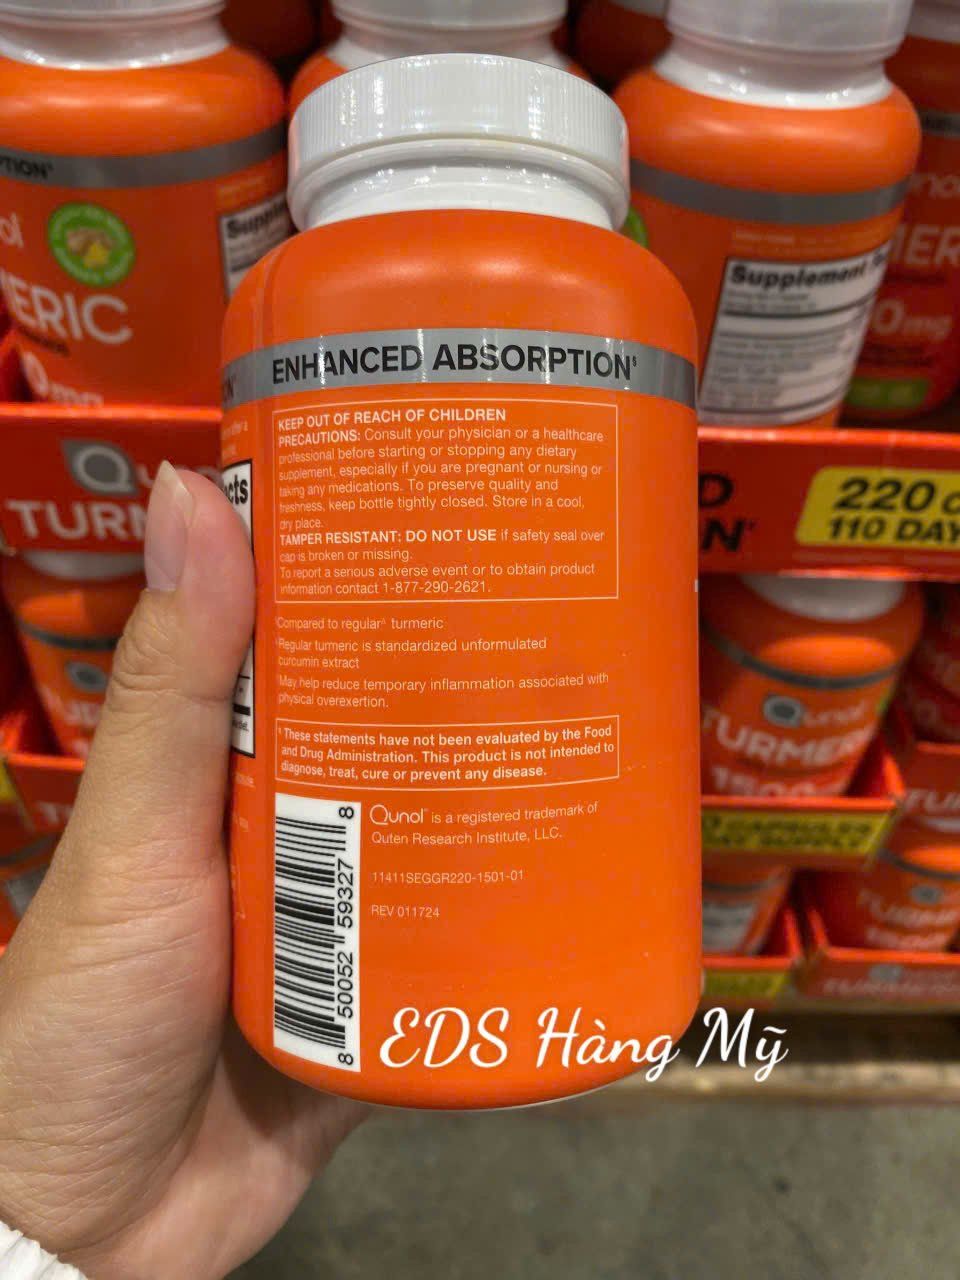 ENHANCED ABSORPTION§
KEEP OUT OF REACH OF CHILDREN
PRECAUTIONS: Consult your physician or a healthcare
professional before starting or stopping any dietary
supplement, especially if you are pregnant or nursing or
taking any medications. To preserve quality and
freshness, keep bottle tightly closed. Store in a cool,
dry place.
TAMPER RESISTANT: DO NOT USE if safety seal over
cap is broken or missing.
To report a serious adverse event or to obtain product
information contact 1-877-290-2621.
Compared to regular^ turmeric
Regular turmeric is standardized unformulated
curcumin extract
May help reduce temporary inflammation associated with
physical overexertion.
These statements have not been evaluated by the Food
and Drug Administration. This product is not intended to
diagnose, treat, cure or prevent any disease.
8 50052 59327 8
Qunol™ is a registered trademark of
Quten Research Institute, LLC.
11411SEGGR220-1501-01
REV 011724
EDS Hàng Mỹ
Supplement
220
110 DAY
Qunol
TURMERIC
1500